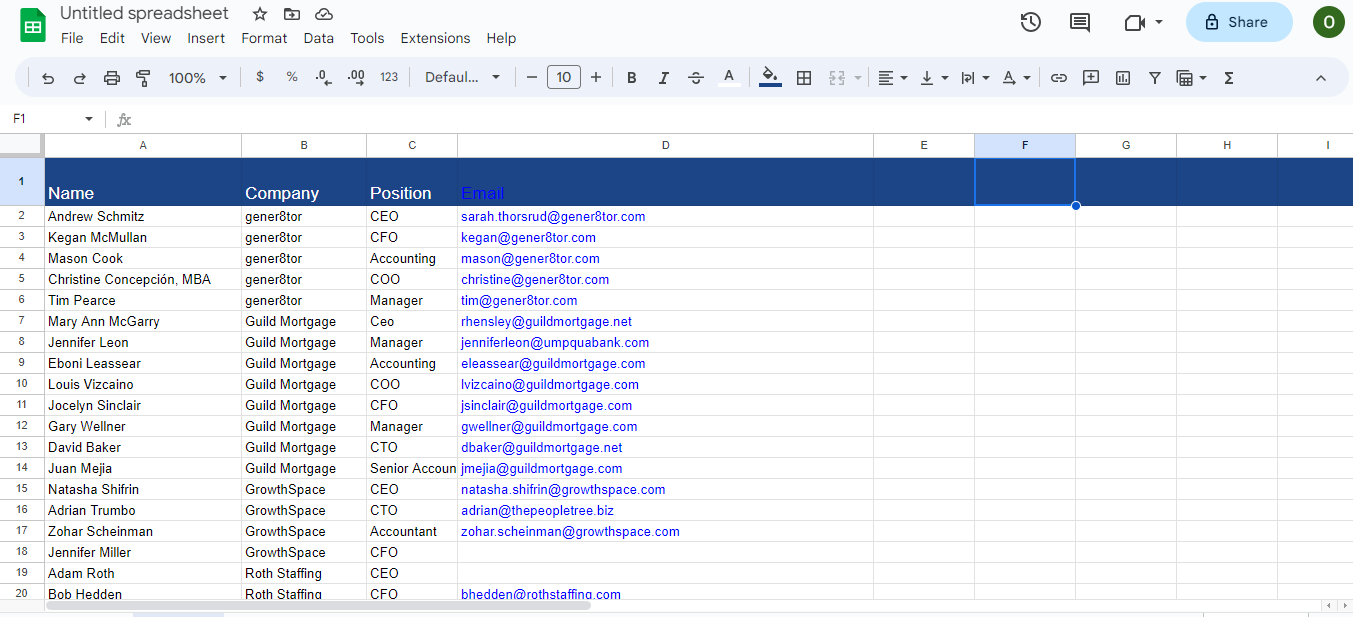 Untitled spreadsheet
File Edit View Insert Format Data Tools Extensions Help
Share O
100% $ % .0 .00 123 Defaul... − 10 + B I S A A Σ
F1 fx
A B C D E F G H I
1 Name Company Position Email
2 Andrew Schmitz gener8tor CEO sarah.thorsrud@gener8tor.com
3 Kegan McMullan gener8tor CFO kegan@gener8tor.com
4 Mason Cook gener8tor Accounting mason@gener8tor.com
5 Christine Concepción, MBA gener8tor COO christine@gener8tor.com
6 Tim Pearce gener8tor Manager tim@gener8tor.com
7 Mary Ann McGarry Guild Mortgage Ceo rhensley@guildmortgage.net
8 Jennifer Leon Guild Mortgage Manager jenniferleon@umpquabank.com
9 Eboni Leassear Guild Mortgage Accounting eleassear@guildmortgage.com
10 Louis Vizcaino Guild Mortgage COO lvizcaino@guildmortgage.com
11 Jocelyn Sinclair Guild Mortgage CFO jsinclair@guildmortgage.com
12 Gary Wellner Guild Mortgage Manager gwellner@guildmortgage.com
13 David Baker Guild Mortgage CTO dbaker@guildmortgage.net
14 Juan Mejia Guild Mortgage Senior Accoun jmejia@guildmortgage.com
15 Natasha Shifrin GrowthSpace CEO natasha.shifrin@growthspace.com
16 Adrian Trumbo GrowthSpace CTO adrian@thepeopletree.biz
17 Zohar Scheinman GrowthSpace Accountant zohar.scheinman@growthspace.com
18 Jennifer Miller GrowthSpace CFO
19 Adam Roth Roth Staffing CEO
20 Bob Hedden Roth Staffing CFO bhedden@rothstaffing.com